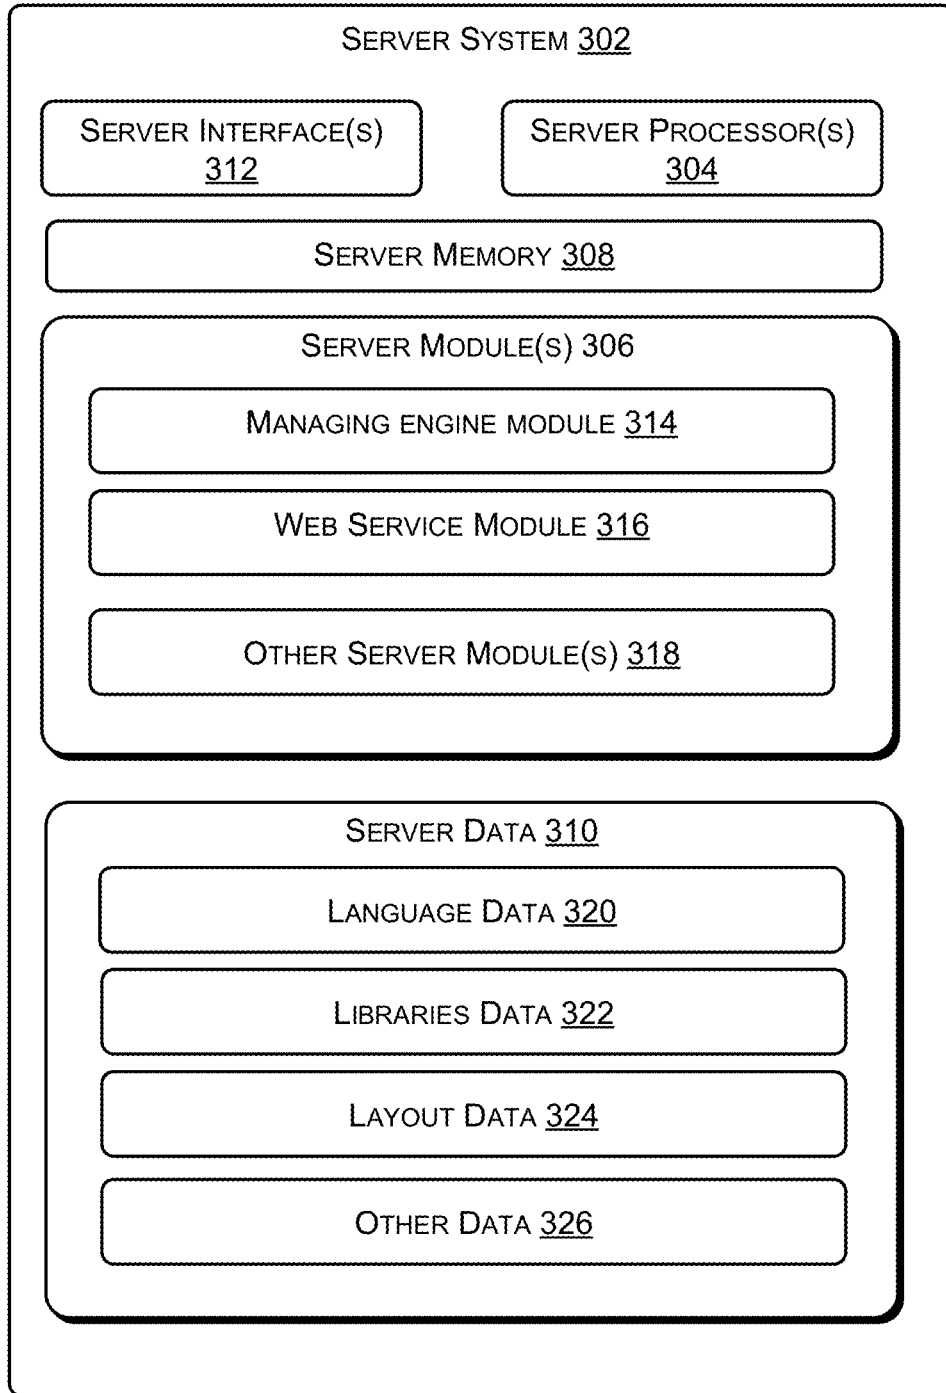 SERVER SYSTEM 302
SERVER INTERFACE(S)
312
SERVER PROCESSOR(S)
304
SERVER MEMORY 308
SERVER MODULE(S) 306
MANAGING ENGINE MODULE 314
WEB SERVICE MODULE 316
OTHER SERVER MODULE(S) 318
SERVER DATA 310
LANGUAGE DATA 320
LIBRARIES DATA 322
LAYOUT DATA 324
OTHER DATA 326